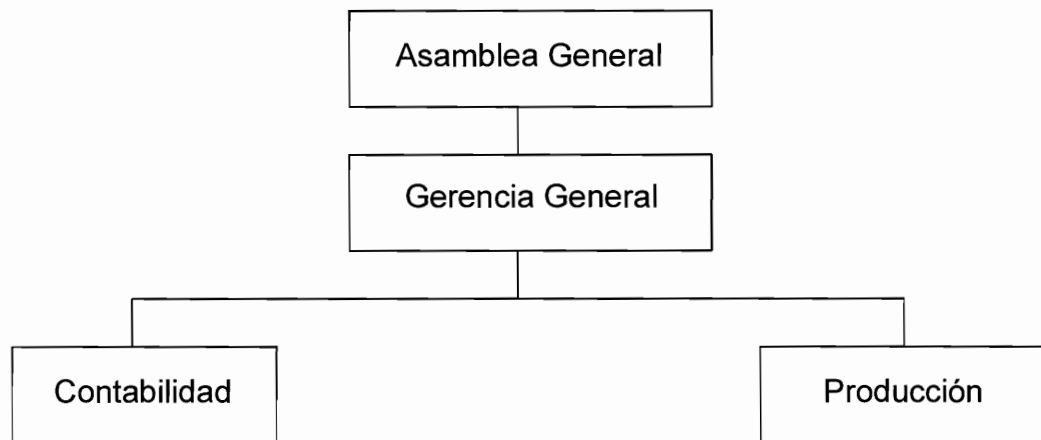 Asamblea General
Gerencia General
Contabilidad
Producción